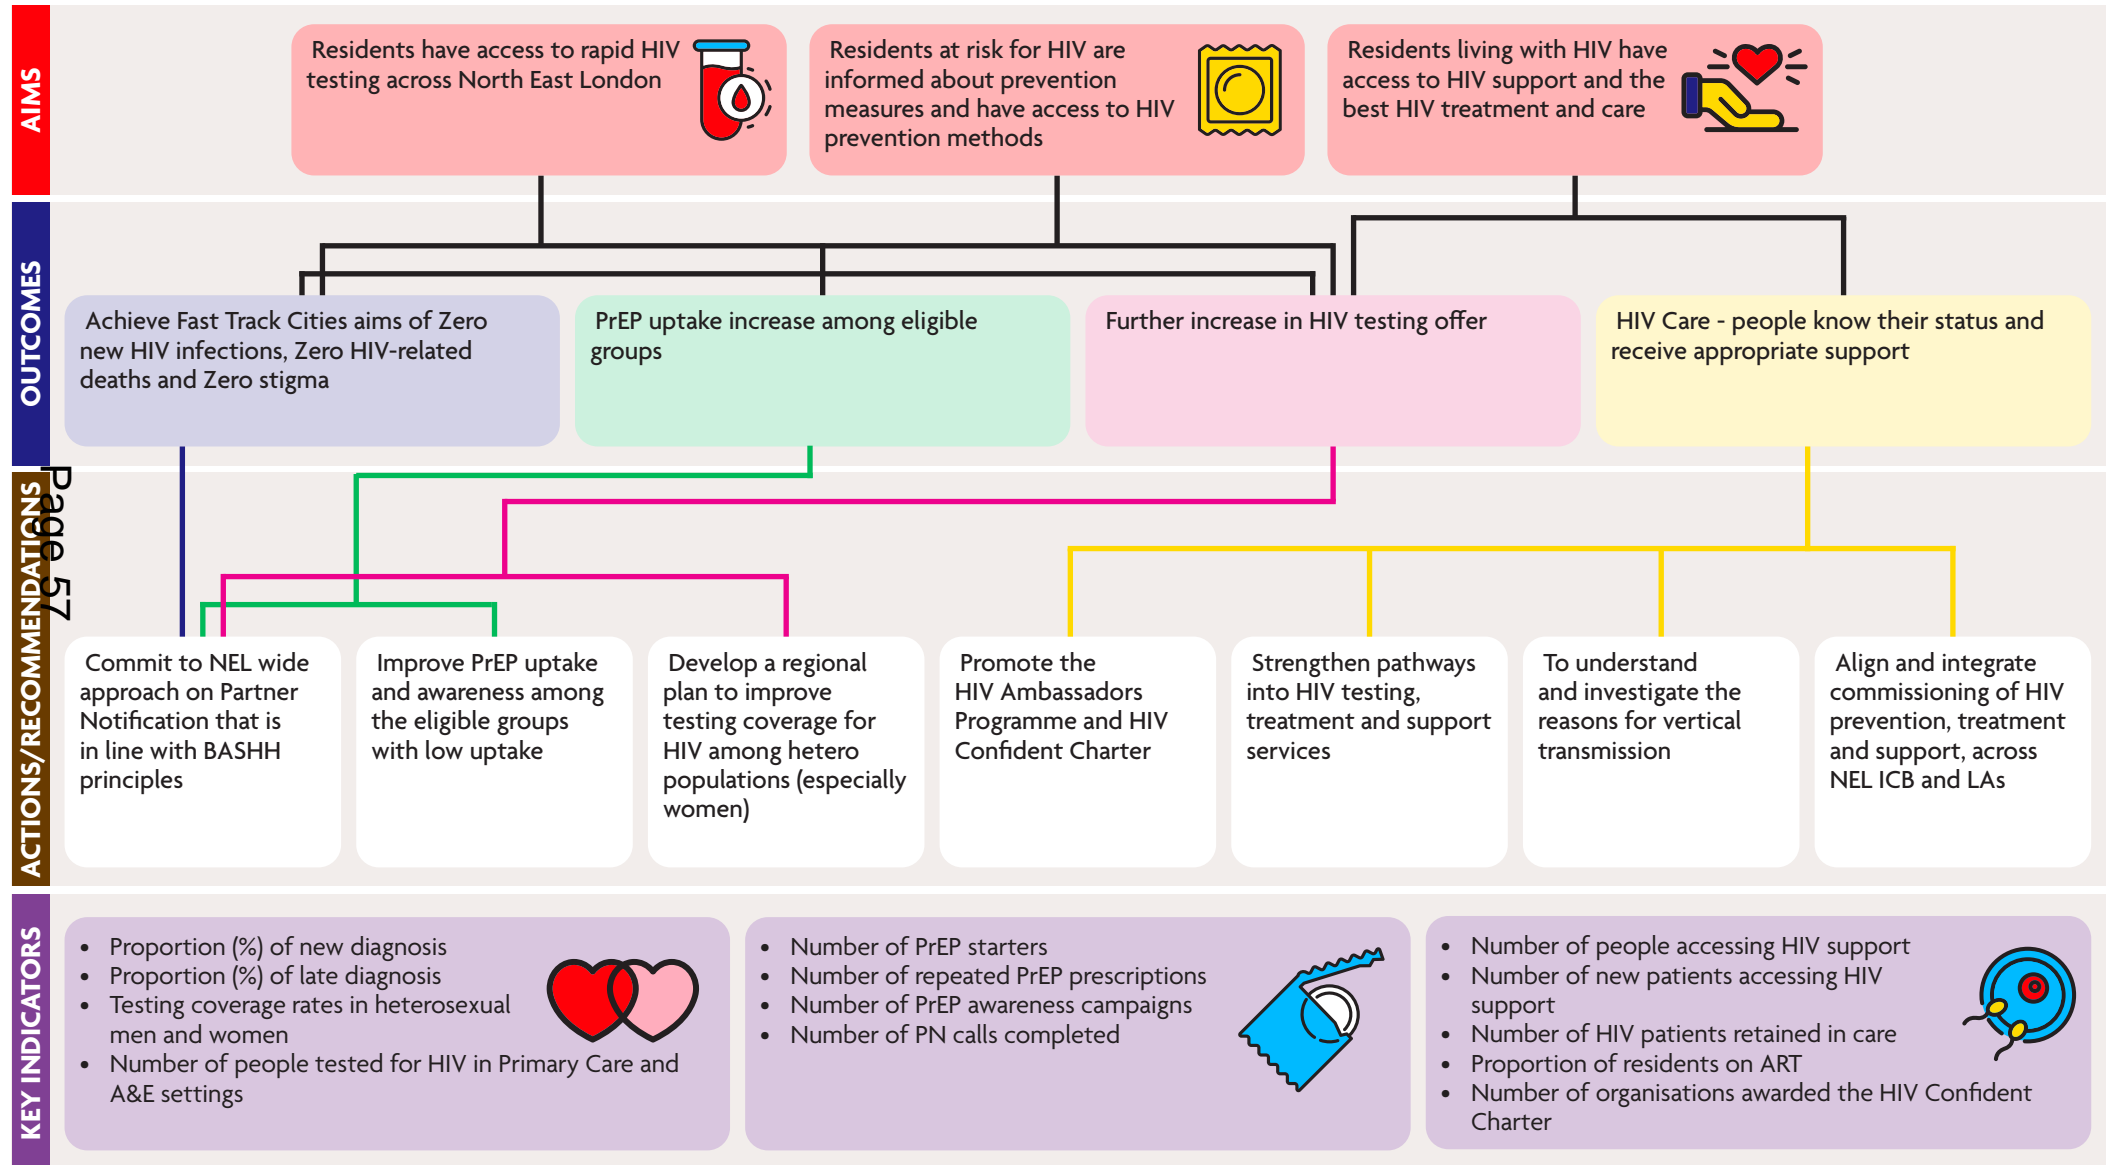 AIMS
Residents have access to rapid HIV
testing across North East London
Residents at risk for HIV are
informed about prevention
measures and have access to HIV
prevention methods
Residents living with HIV have
access to HIV support and the
best HIV treatment and care
OUTCOMES
Achieve Fast Track Cities aims of Zero
new HIV infections, Zero HIV-related
deaths and Zero stigma
PrEP uptake increase among eligible
groups
Further increase in HIV testing offer
HIV Care - people know their status and
receive appropriate support
Page 57
ACTIONS/RECOMMENDATIONS
Commit to NEL wide
approach on Partner
Notification that is
in line with BASHH
principles
Improve PrEP uptake
and awareness among
the eligible groups
with low uptake
Develop a regional
plan to improve
testing coverage for
HIV among hetero
populations (especially
women)
Promote the
HIV Ambassadors
Programme and HIV
Confident Charter
Strengthen pathways
into HIV testing,
treatment and support
services
To understand
and investigate the
reasons for vertical
transmission
Align and integrate
commissioning of HIV
prevention, treatment
and support, across
NEL ICB and LAs
KEY INDICATORS
• Proportion (%) of new diagnosis
• Proportion (%) of late diagnosis
• Testing coverage rates in heterosexual
men and women
• Number of people tested for HIV in Primary Care and
A&E settings
• Number of PrEP starters
• Number of repeated PrEP prescriptions
• Number of PrEP awareness campaigns
• Number of PN calls completed
• Number of people accessing HIV support
• Number of new patients accessing HIV
support
• Number of HIV patients retained in care
• Proportion of residents on ART
• Number of organisations awarded the HIV Confident
Charter